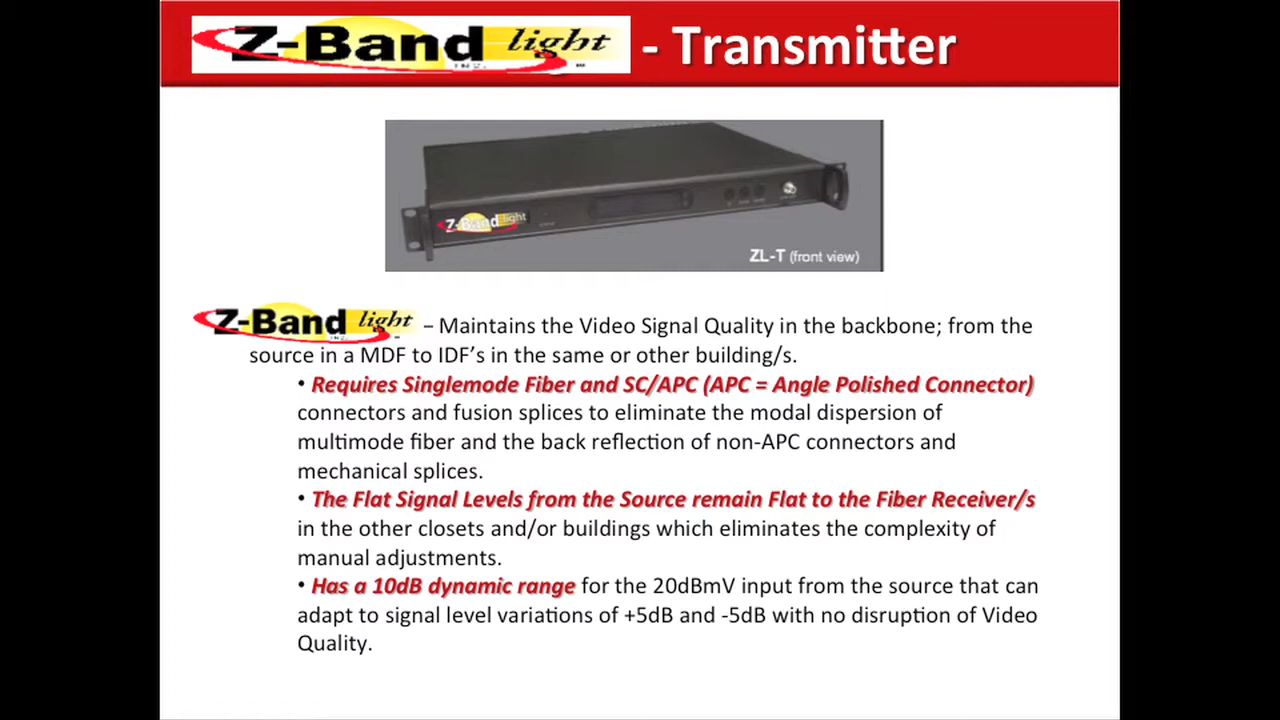 Z-Band light - Transmitter
INC.
Z-Band light
ZL-T (front view)
Z-Band light – Maintains the Video Signal Quality in the backbone; from the
source in a MDF to IDF's in the same or other building/s.
• Requires Singlemode Fiber and SC/APC (APC = Angle Polished Connector)
connectors and fusion splices to eliminate the modal dispersion of
multimode fiber and the back reflection of non-APC connectors and
mechanical splices.
• The Flat Signal Levels from the Source remain Flat to the Fiber Receiver/s
in the other closets and/or buildings which eliminates the complexity of
manual adjustments.
• Has a 10dB dynamic range for the 20dBmV input from the source that can
adapt to signal level variations of +5dB and -5dB with no disruption of Video
Quality.